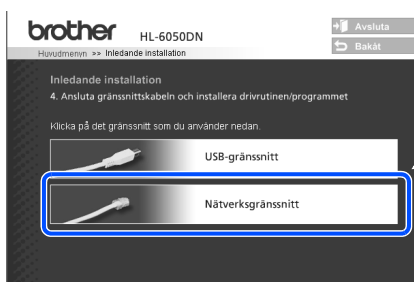 brother HL-6050DN
Avsluta
Huvudmenyn >> Inledande installation
Bakåt
Inledande installation
4. Ansluta gränssnittskabeln och installera drivrutinen/programmet
Klicka på det gränssnitt som du använder nedan.
USB-gränssnitt
Nätverksgränssnitt